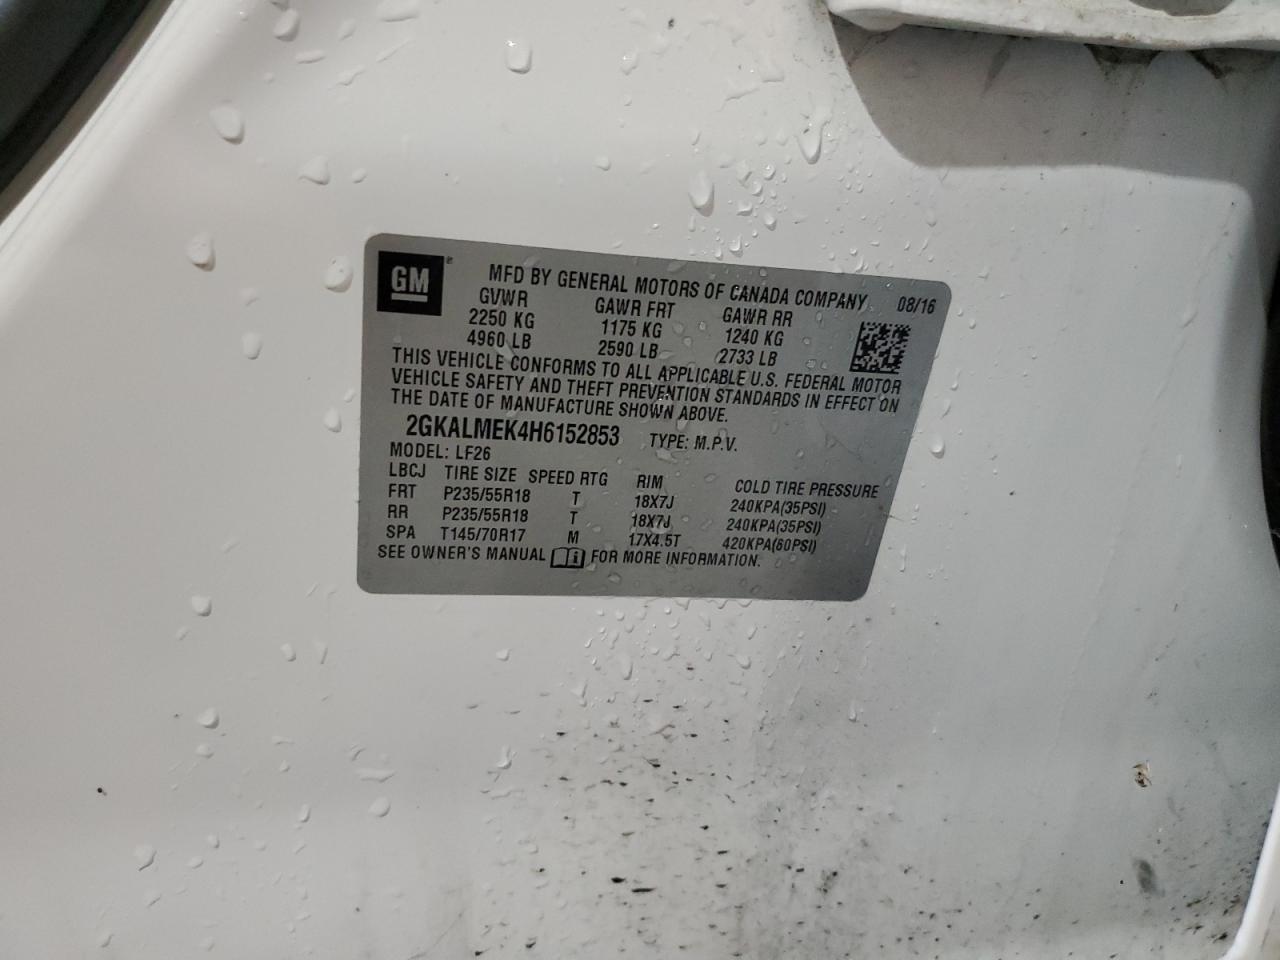 GM ® MFD BY GENERAL MOTORS OF CANADA COMPANY 08/16
GVWR GAWR FRT GAWR RR
2250 KG 1175 KG 1240 KG
4960 LB 2590 LB 2733 LB
THIS VEHICLE CONFORMS TO ALL APPLICABLE U.S. FEDERAL MOTOR
VEHICLE SAFETY AND THEFT PREVENTION STANDARDS IN EFFECT ON
THE DATE OF MANUFACTURE SHOWN ABOVE.
2GKALMEK4H6152853 TYPE: M.P.V.
MODEL: LF26
LBCJ TIRE SIZE SPEED RTG RIM COLD TIRE PRESSURE
FRT P235/55R18 T 18X7J 240KPA(35PSI)
RR P235/55R18 T 18X7J 240KPA(35PSI)
SPA T145/70R17 M 17X4.5T 420KPA(60PSI)
SEE OWNER'S MANUAL i FOR MORE INFORMATION.